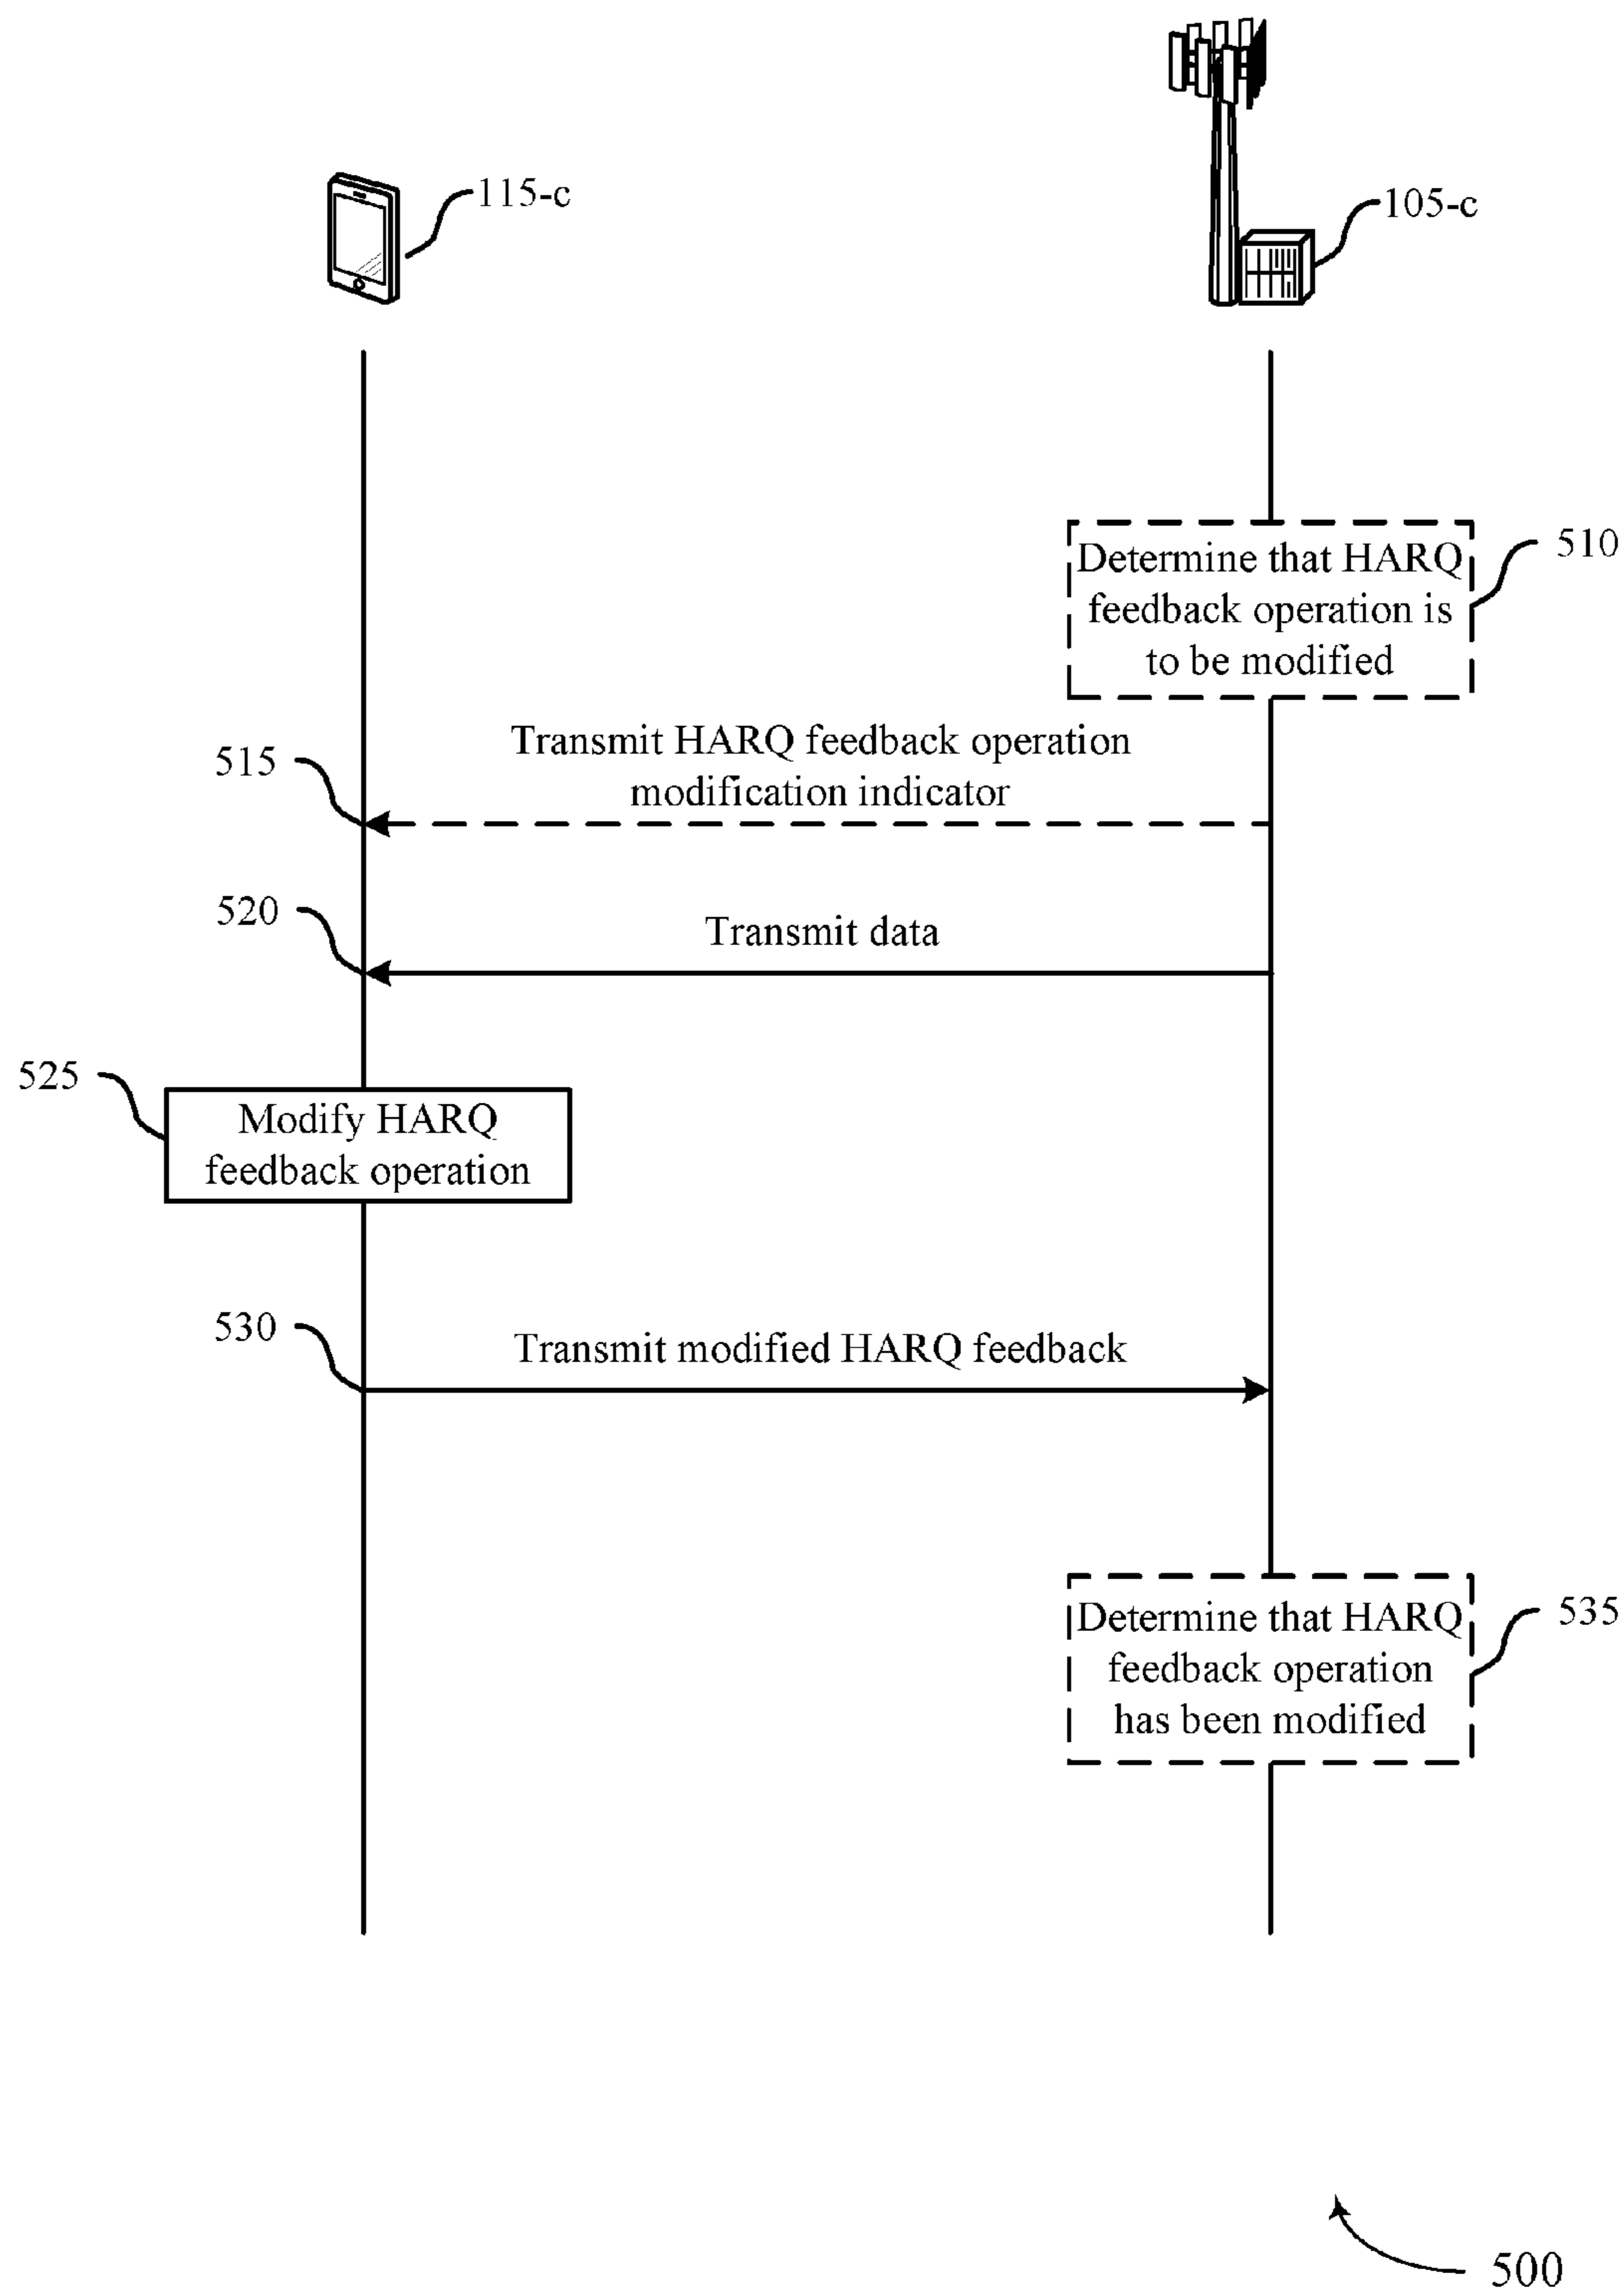 115-c
105-c
510
Determine that HARQ
feedback operation is
to be modified
515
Transmit HARQ feedback operation
modification indicator
520
Transmit data
525
Modify HARQ
feedback operation
530
Transmit modified HARQ feedback
535
Determine that HARQ
feedback operation
has been modified
500